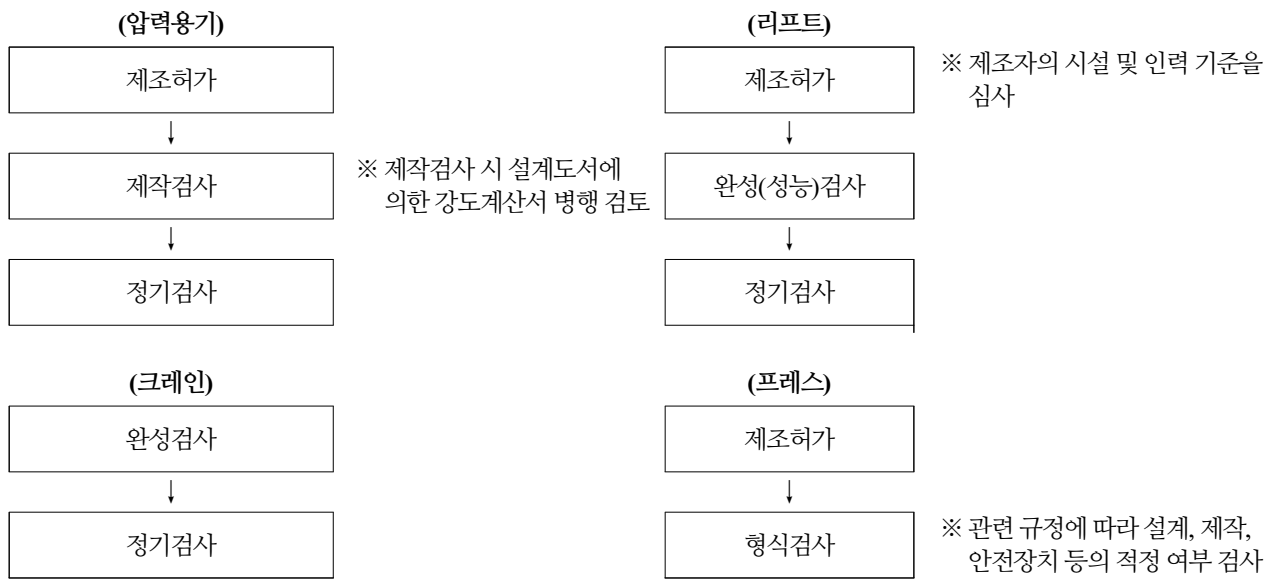 (압력용기)
제조허가
제작검사
※ 제작검사 시 설계도서에
의한 강도계산서 병행 검토
정기검사
(리프트)
제조허가
※ 제조자의 시설 및 인력 기준을
심사
완성(성능)검사
정기검사
(크레인)
완성검사
정기검사
(프레스)
제조허가
형식검사
※ 관련 규정에 따라 설계, 제작,
안전장치 등의 적정 여부 검사